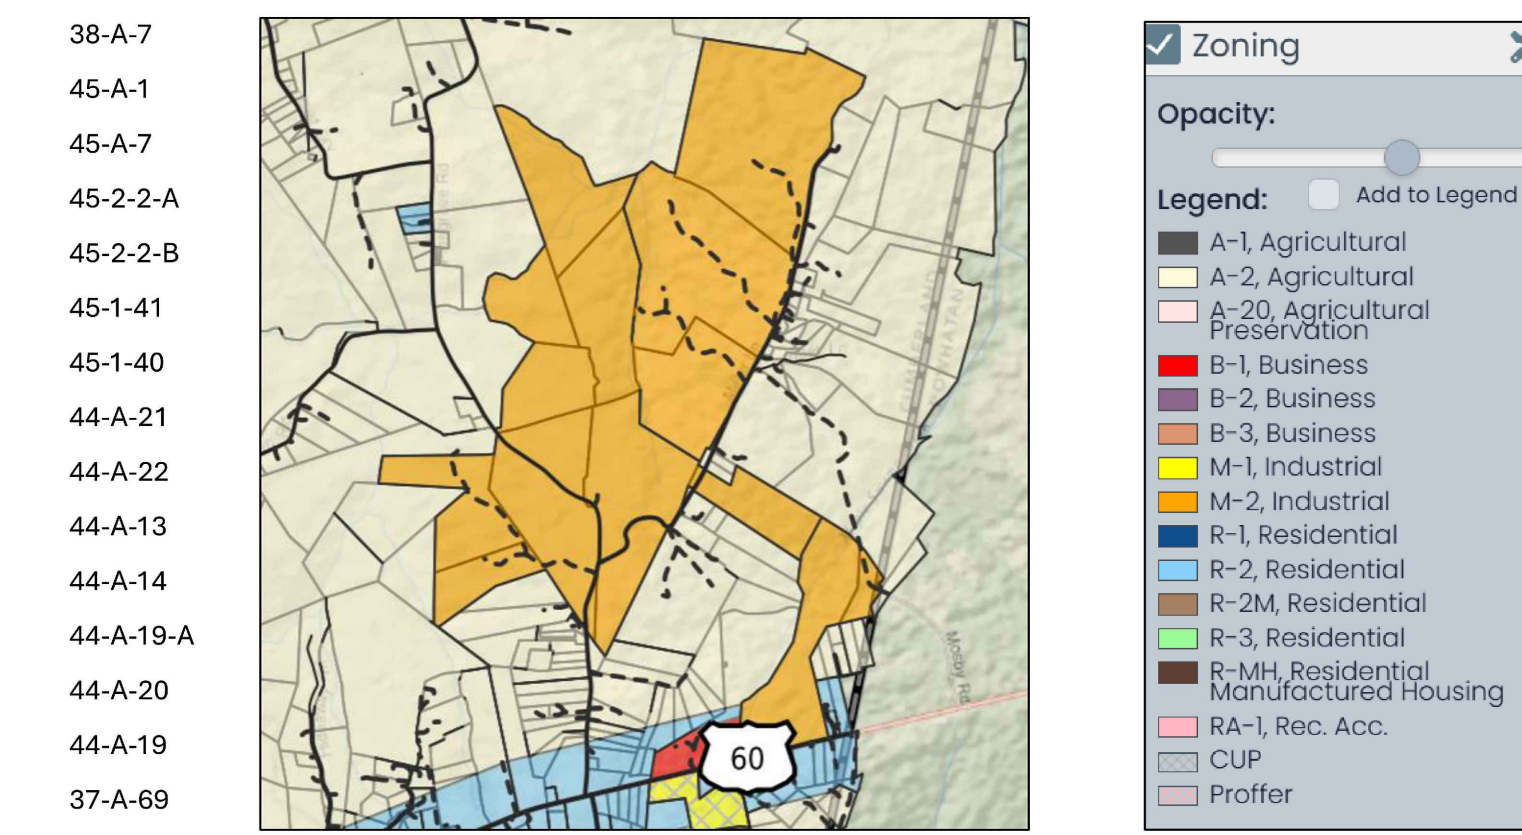 38-A-7
45-A-1
45-A-7
45-2-2-A
45-2-2-B
45-1-41
45-1-40
44-A-21
44-A-22
44-A-13
44-A-14
44-A-19-A
44-A-20
44-A-19
37-A-69
CUMBERLAND
POWHATAN
Mosby Rd
60
Zoning
Opacity:
Legend:
Add to Legend
A-1, Agricultural
A-2, Agricultural
A-20, Agricultural
Preservation
B-1, Business
B-2, Business
B-3, Business
M-1, Industrial
M-2, Industrial
R-1, Residential
R-2, Residential
R-2M, Residential
R-3, Residential
R-MH, Residential
Manufactured Housing
RA-1, Rec. Acc.
CUP
Proffer